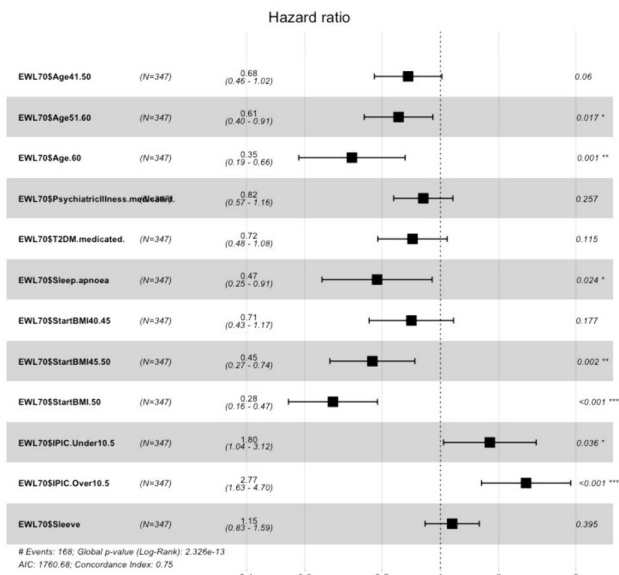 Hazard ratio
EWL70$Age41.50 (N=347) 0.68 (0.46 - 1.02) 0.06
EWL70$Age51.60 (N=347) 0.61 (0.40 - 0.91) 0.017 *
EWL70$Age.60 (N=347) 0.35 (0.19 - 0.66) 0.001 **
EWL70$PsychiatricIllness.medicated. (N=347) 0.82 (0.57 - 1.16) 0.257
EWL70$T2DM.medicated. (N=347) 0.72 (0.48 - 1.08) 0.115
EWL70$Sleep.apnoea (N=347) 0.47 (0.25 - 0.91) 0.024 *
EWL70$StartBMI40.45 (N=347) 0.71 (0.43 - 1.17) 0.177
EWL70$StartBMI45.50 (N=347) 0.45 (0.27 - 0.74) 0.002 **
EWL70$StartBMI.50 (N=347) 0.28 (0.16 - 0.47) <0.001 ***
EWL70$IPIC.Under10.5 (N=347) 1.80 (1.04 - 3.12) 0.036 *
EWL70$IPIC.Over10.5 (N=347) 2.77 (1.63 - 4.70) <0.001 ***
EWL70$Sleeve (N=347) 1.15 (0.83 - 1.59) 0.395
# Events: 168; Global p-value (Log-Rank): 2.326e-13
AIC: 1760.68; Concordance Index: 0.75